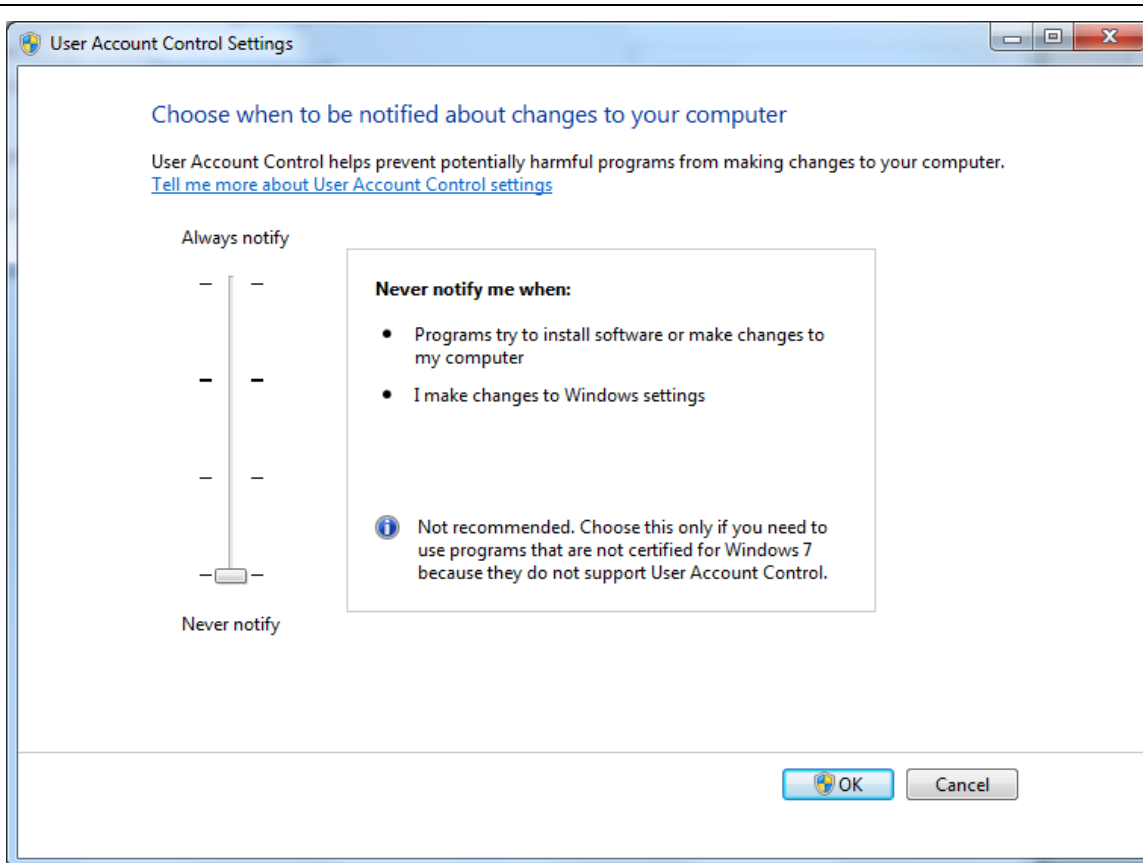 User Account Control Settings
Choose when to be notified about changes to your computer
User Account Control helps prevent potentially harmful programs from making changes to your computer.
Tell me more about User Account Control settings
Always notify
Never notify me when:
• Programs try to install software or make changes to
my computer
• I make changes to Windows settings
Not recommended. Choose this only if you need to
use programs that are not certified for Windows 7
because they do not support User Account Control.
Never notify
OK
Cancel